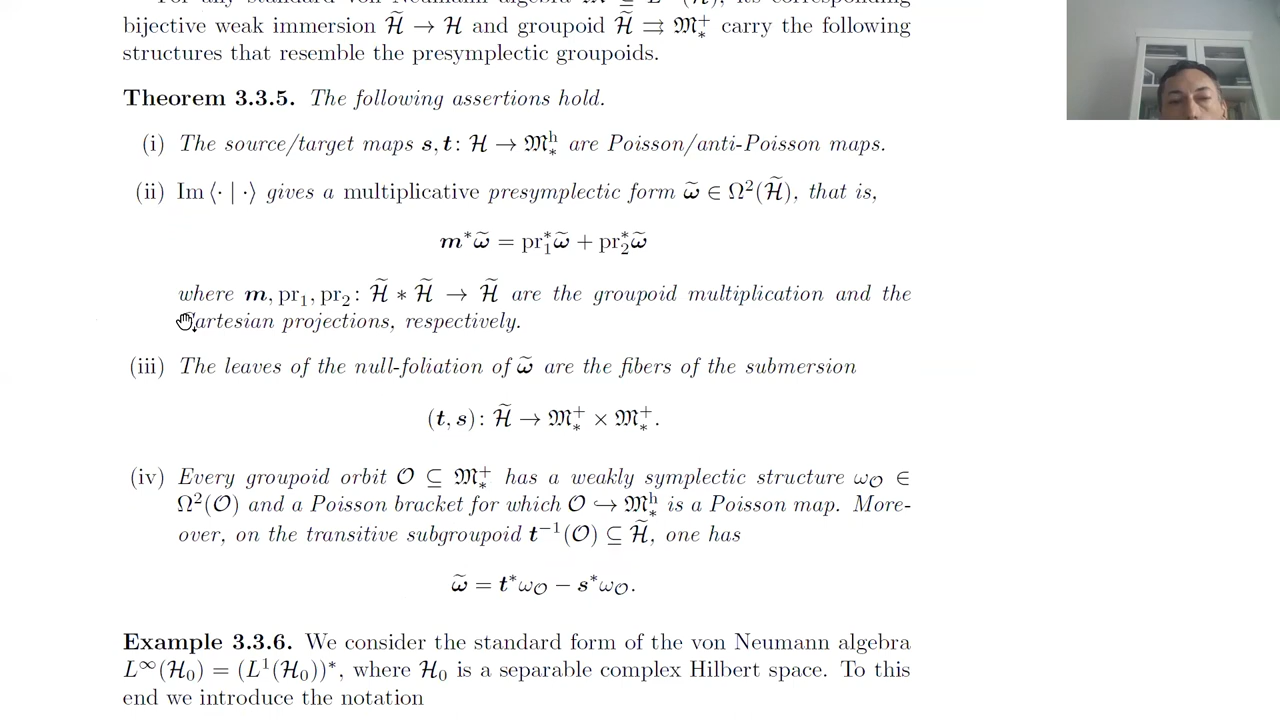 bijective weak immersion ℋ̃ → ℋ and groupoid ℋ̃ ⇉ 𝔐⁺∗ carry the following
structures that resemble the presymplectic groupoids.
Theorem 3.3.5. The following assertions hold.
(i) The source/target maps s, t: ℋ → 𝔐ʰ∗ are Poisson/anti-Poisson maps.
(ii) Im ⟨· | ·⟩ gives a multiplicative presymplectic form ω̃ ∈ Ω²(ℋ̃), that is,
m*ω̃ = pr₁*ω̃ + pr₂*ω̃
where m, pr₁, pr₂: ℋ̃ ∗ ℋ̃ → ℋ̃ are the groupoid multiplication and the
Cartesian projections, respectively.
(iii) The leaves of the null-foliation of ω̃ are the fibers of the submersion
(t, s): ℋ̃ → 𝔐⁺∗ × 𝔐⁺∗.
(iv) Every groupoid orbit 𝒪 ⊆ 𝔐⁺∗ has a weakly symplectic structure ω𝒪 ∈
Ω²(𝒪) and a Poisson bracket for which 𝒪 ↪ 𝔐ʰ∗ is a Poisson map. More-
over, on the transitive subgroupoid t⁻¹(𝒪) ⊆ ℋ̃, one has
ω̃ = t*ω𝒪 − s*ω𝒪.
Example 3.3.6. We consider the standard form of the von Neumann algebra
L^∞(ℋ₀) = (L¹(ℋ₀))*, where ℋ₀ is a separable complex Hilbert space. To this
end we introduce the notation